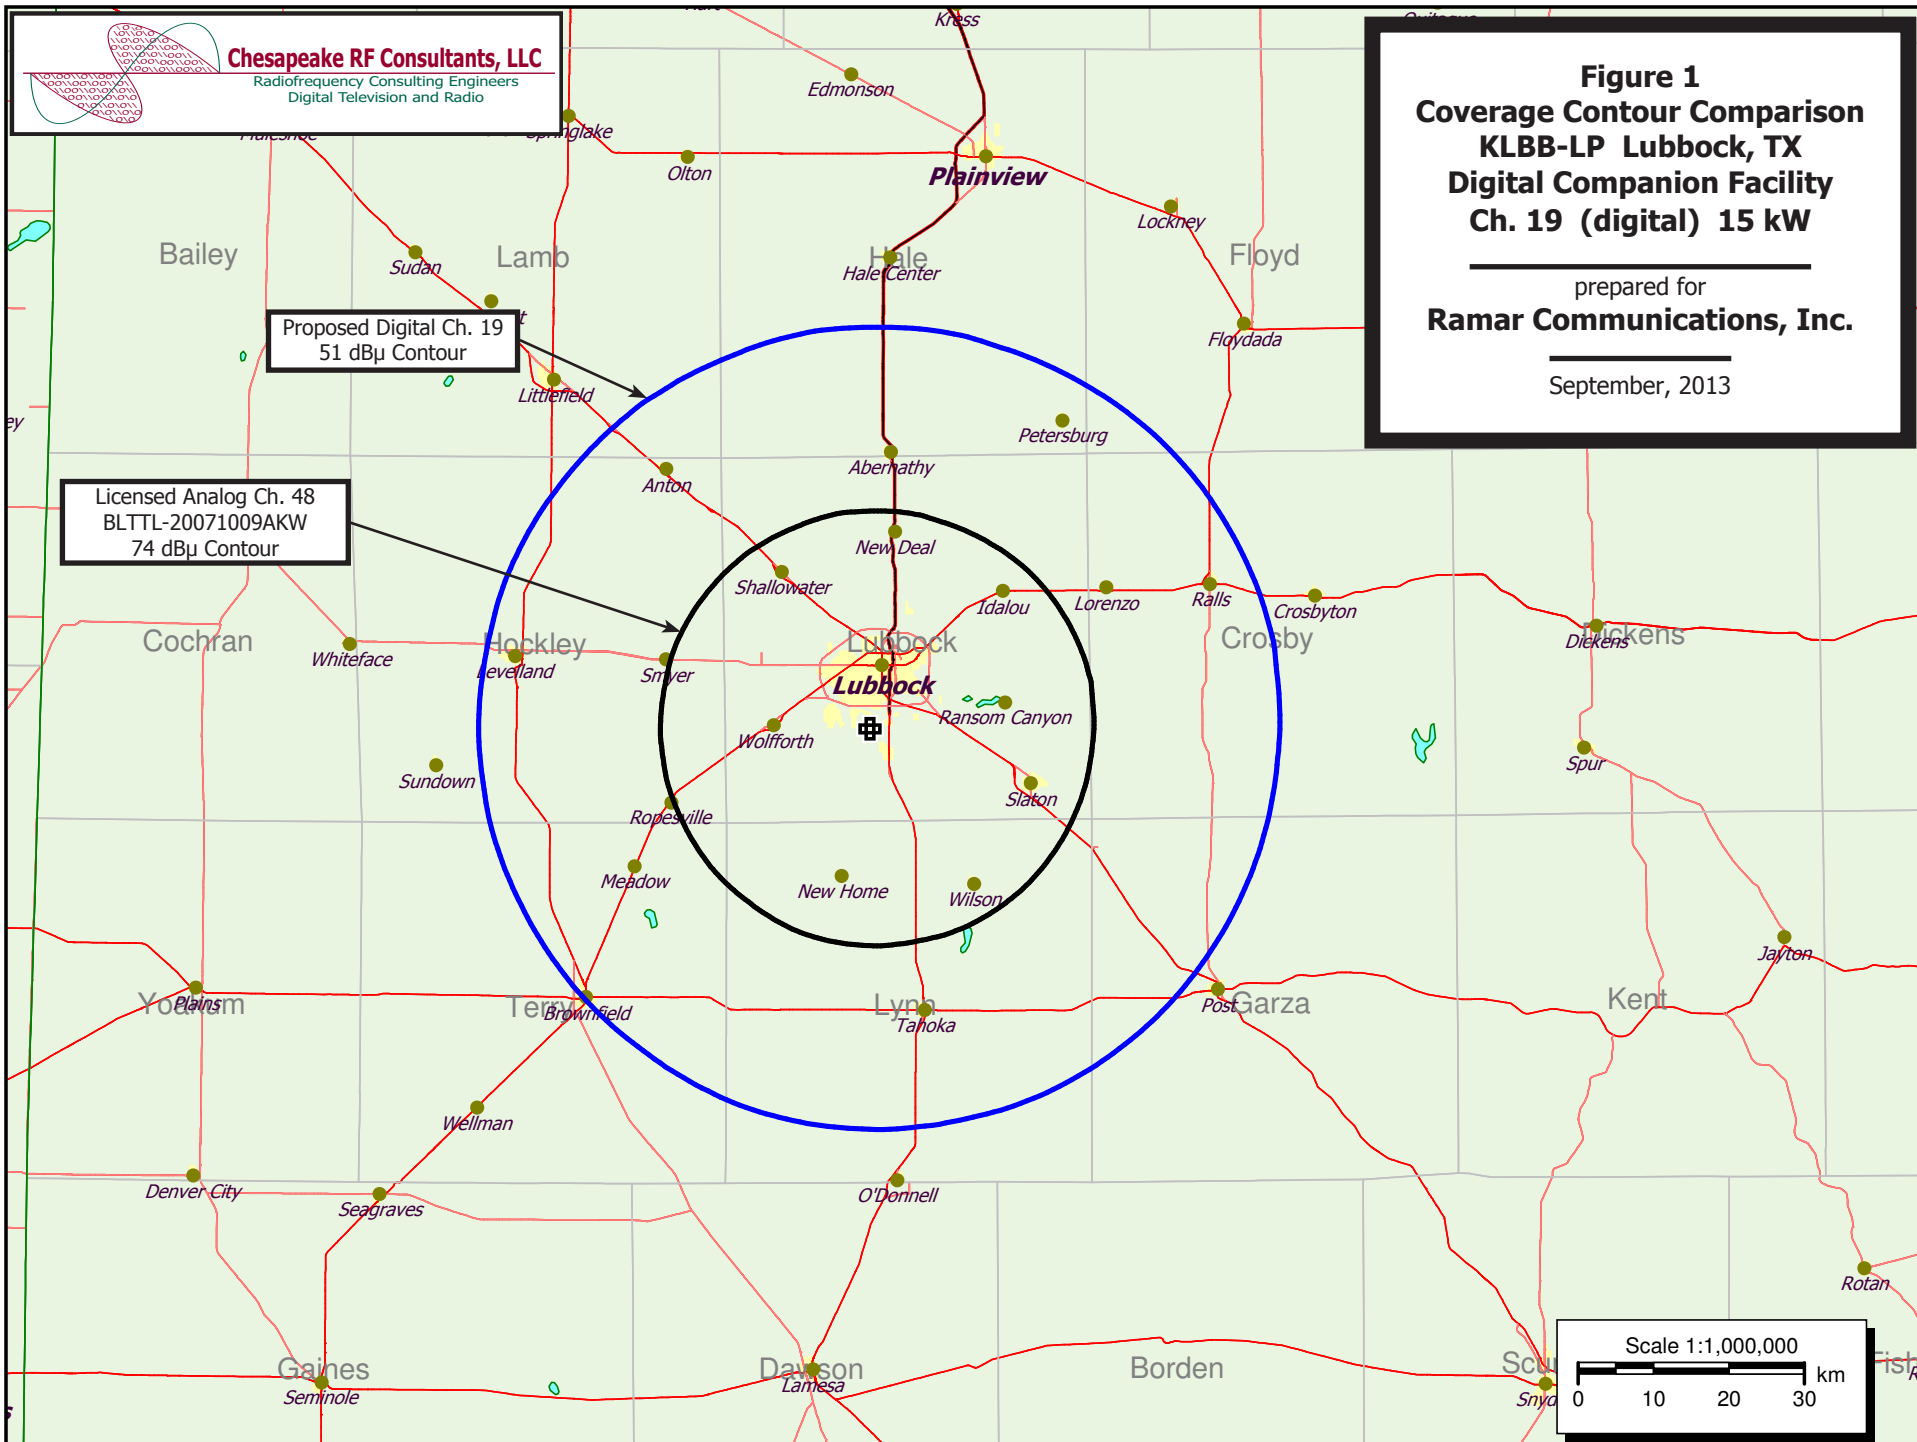 Chesapeake RF Consultants, LLC
Radiofrequency Consulting Engineers
Digital Television and Radio
Figure 1
Coverage Contour Comparison
KLBB-LP Lubbock, TX
Digital Companion Facility
Ch. 19 (digital) 15 kW
prepared for
Ramar Communications, Inc.
September, 2013
Kress
Edmonson
Springlake
Olton
Plainview
Lockney
Bailey
Sudan
Lamb
Hale
Hale Center
Floyd
Proposed Digital Ch. 19
51 dBµ Contour
Floydada
Littlefield
Petersburg
Abernathy
Anton
Licensed Analog Ch. 48
BLTTL-20071009AKW
74 dBµ Contour
New Deal
Shallowater
Idalou
Lorenzo
Ralls
Crosbyton
Cochran
Whiteface
Hockley
Levelland
Smyer
Lubbock
Lubbock
Crosby
Dickens
Dickens
Ransom Canyon
Wolfforth
Sundown
Slaton
Spur
Ropesville
Meadow
New Home
Wilson
Jayton
Yoakum
Plains
Terry
Brownfield
Lynn
Tahoka
Post
Garza
Kent
Wellman
Denver City
Seagraves
O'Donnell
Rotan
Gaines
Seminole
Dawson
Lamesa
Borden
Scale 1:1,000,000
0 10 20 30 km